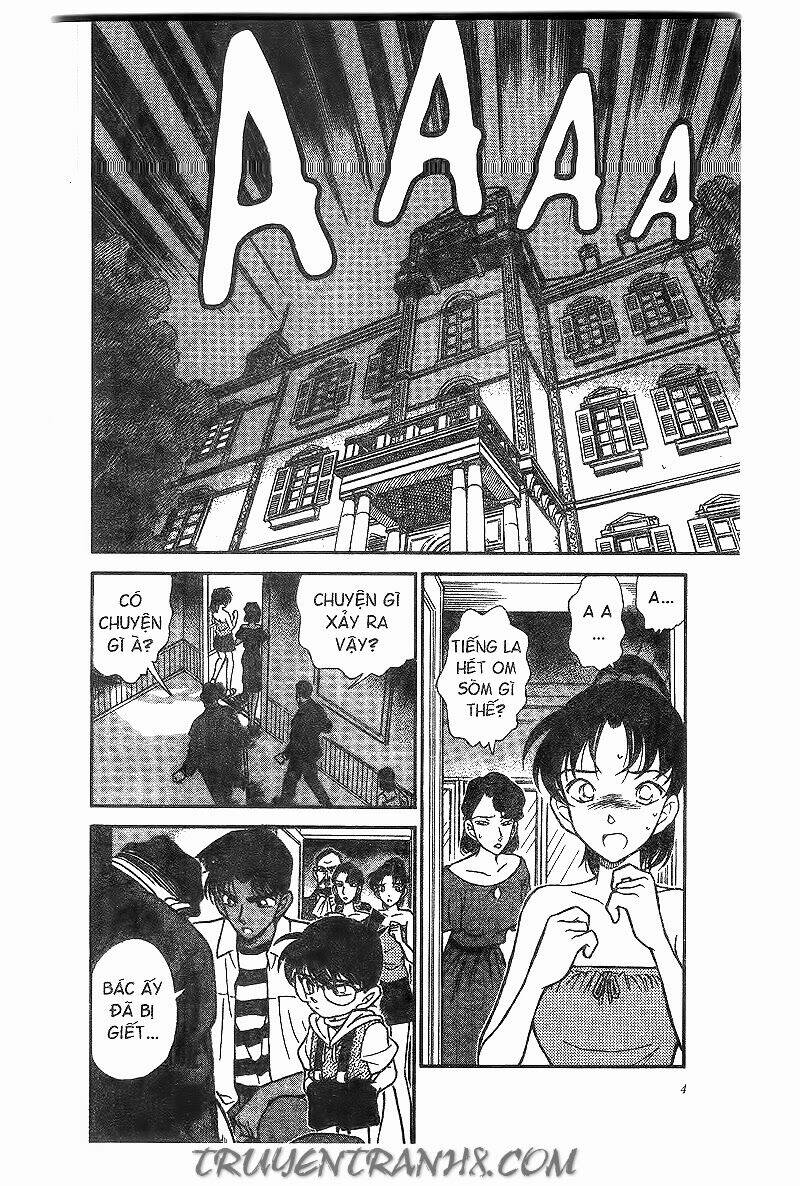 A A A A
A...
A A
...
TIẾNG LA
HÉT OM
SÒM GÌ
THẾ?
CHUYỆN GÌ
XẢY RA
VẬY?
CÓ
CHUYỆN
GÌ À?
BÁC ẤY
ĐÃ BỊ
GIẾT...
4
TRUYENTRANH8.COM